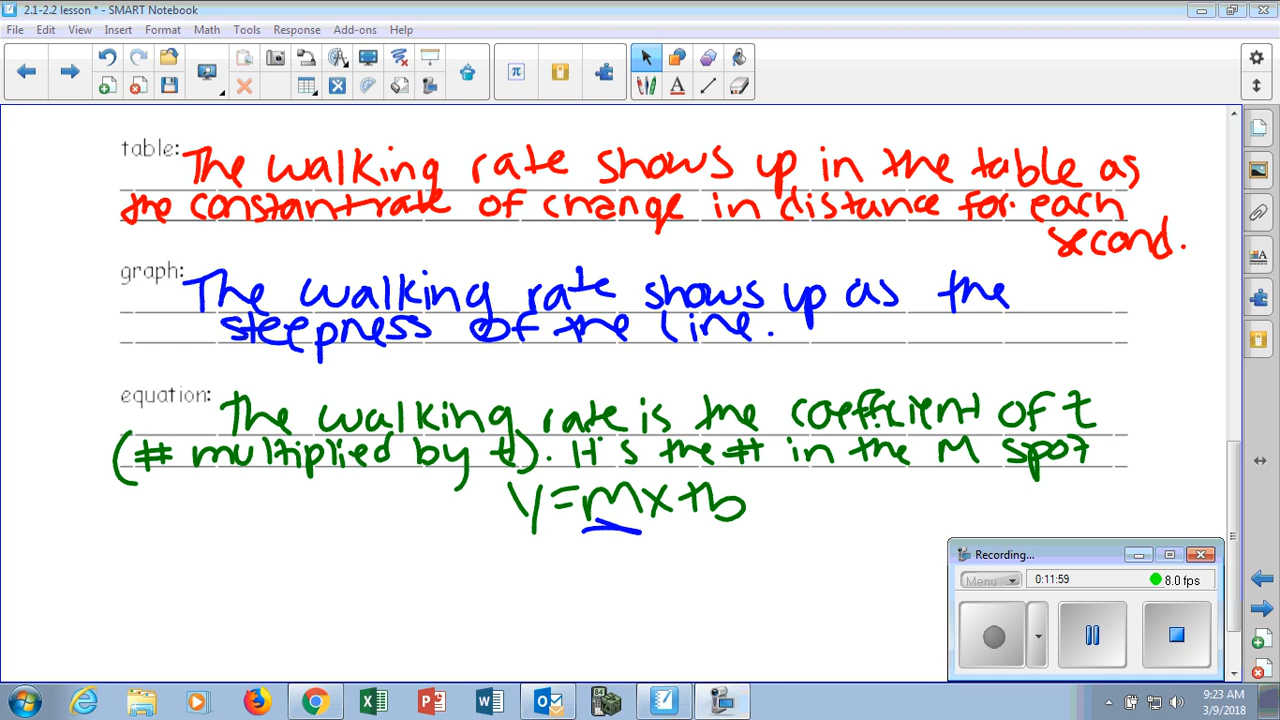 2.1-2.2 lesson * - SMART Notebook
File Edit View Insert Format Math Tools Response Add-ons Help
table: The walking rate shows up in the table as
the constant rate of change in distance for each
second.
graph: The walking rate shows up as the
steepness of the line.
equation: The walking rate is the coefficient of t
(# multiplied by t). It's the # in the M spot
y=mx+b
Recording...
Menu 0:11:59 8.0 fps
9:23 AM
3/9/2018